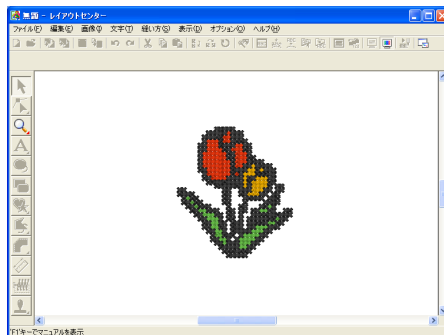 無題 - レイアウトセンター
ファイル(F) 編集(E) 画像(I) 文字(T) 縫い方(S) 表示(D) オプション(O) ヘルプ(H)
'F1'キーでマニュアルを表示